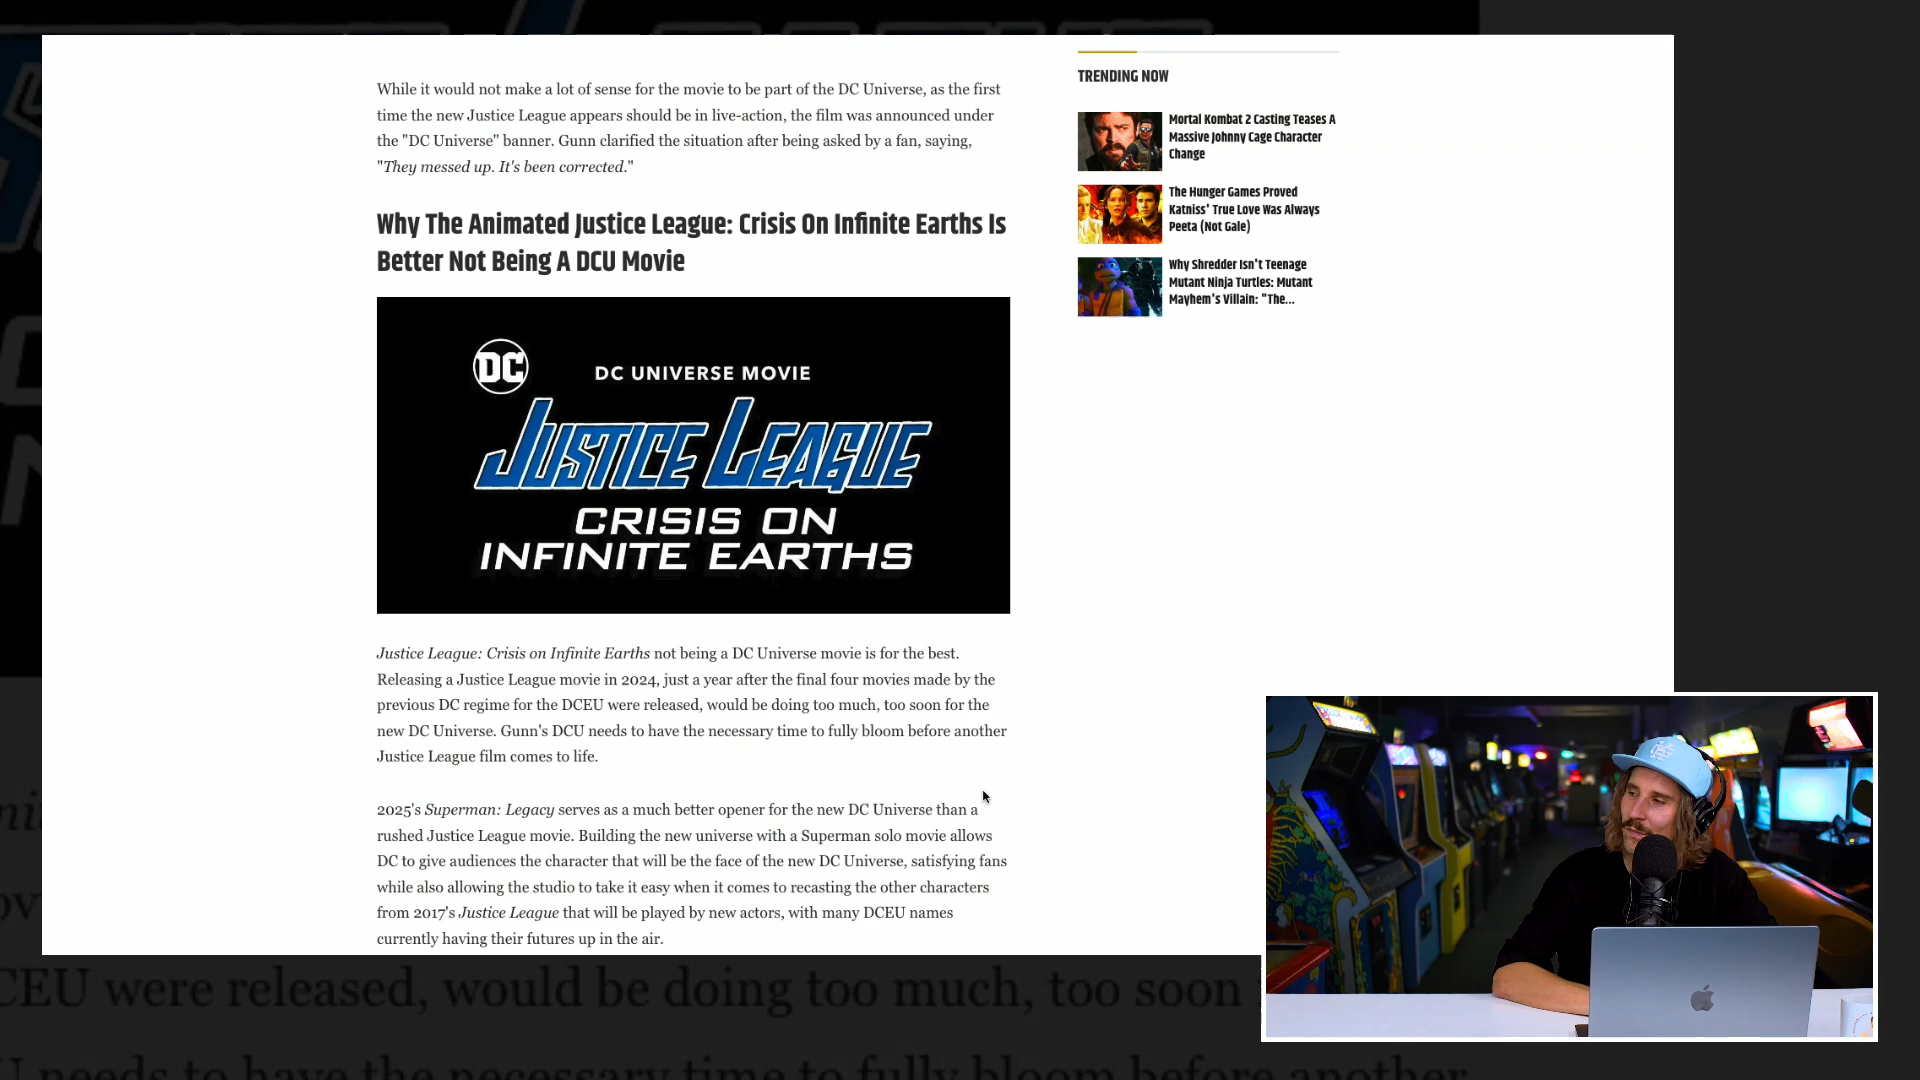 While it would not make a lot of sense for the movie to be part of the DC Universe, as the first
time the new Justice League appears should be in live-action, the film was announced under
the "DC Universe" banner. Gunn clarified the situation after being asked by a fan, saying,
"They messed up. It's been corrected."
Why The Animated Justice League: Crisis On Infinite Earths Is
Better Not Being A DCU Movie
DC
DC UNIVERSE MOVIE
JUSTICE LEAGUE
CRISIS ON
INFINITE EARTHS
Justice League: Crisis on Infinite Earths not being a DC Universe movie is for the best.
Releasing a Justice League movie in 2024, just a year after the final four movies made by the
previous DC regime for the DCEU were released, would be doing too much, too soon for the
new DC Universe. Gunn's DCU needs to have the necessary time to fully bloom before another
Justice League film comes to life.
2025's Superman: Legacy serves as a much better opener for the new DC Universe than a
rushed Justice League movie. Building the new universe with a Superman solo movie allows
DC to give audiences the character that will be the face of the new DC Universe, satisfying fans
while also allowing the studio to take it easy when it comes to recasting the other characters
from 2017's Justice League that will be played by new actors, with many DCEU names
currently having their futures up in the air.
TRENDING NOW
Mortal Kombat 2 Casting Teases A
Massive Johnny Cage Character
Change
The Hunger Games Proved
Katniss' True Love Was Always
Peeta (Not Gale)
Why Shredder Isn't Teenage
Mutant Ninja Turtles: Mutant
Mayhem's Villain: "The...
CEU were released, would be doing too much, too soon
U needs to have the necessary time to fully bloom before another